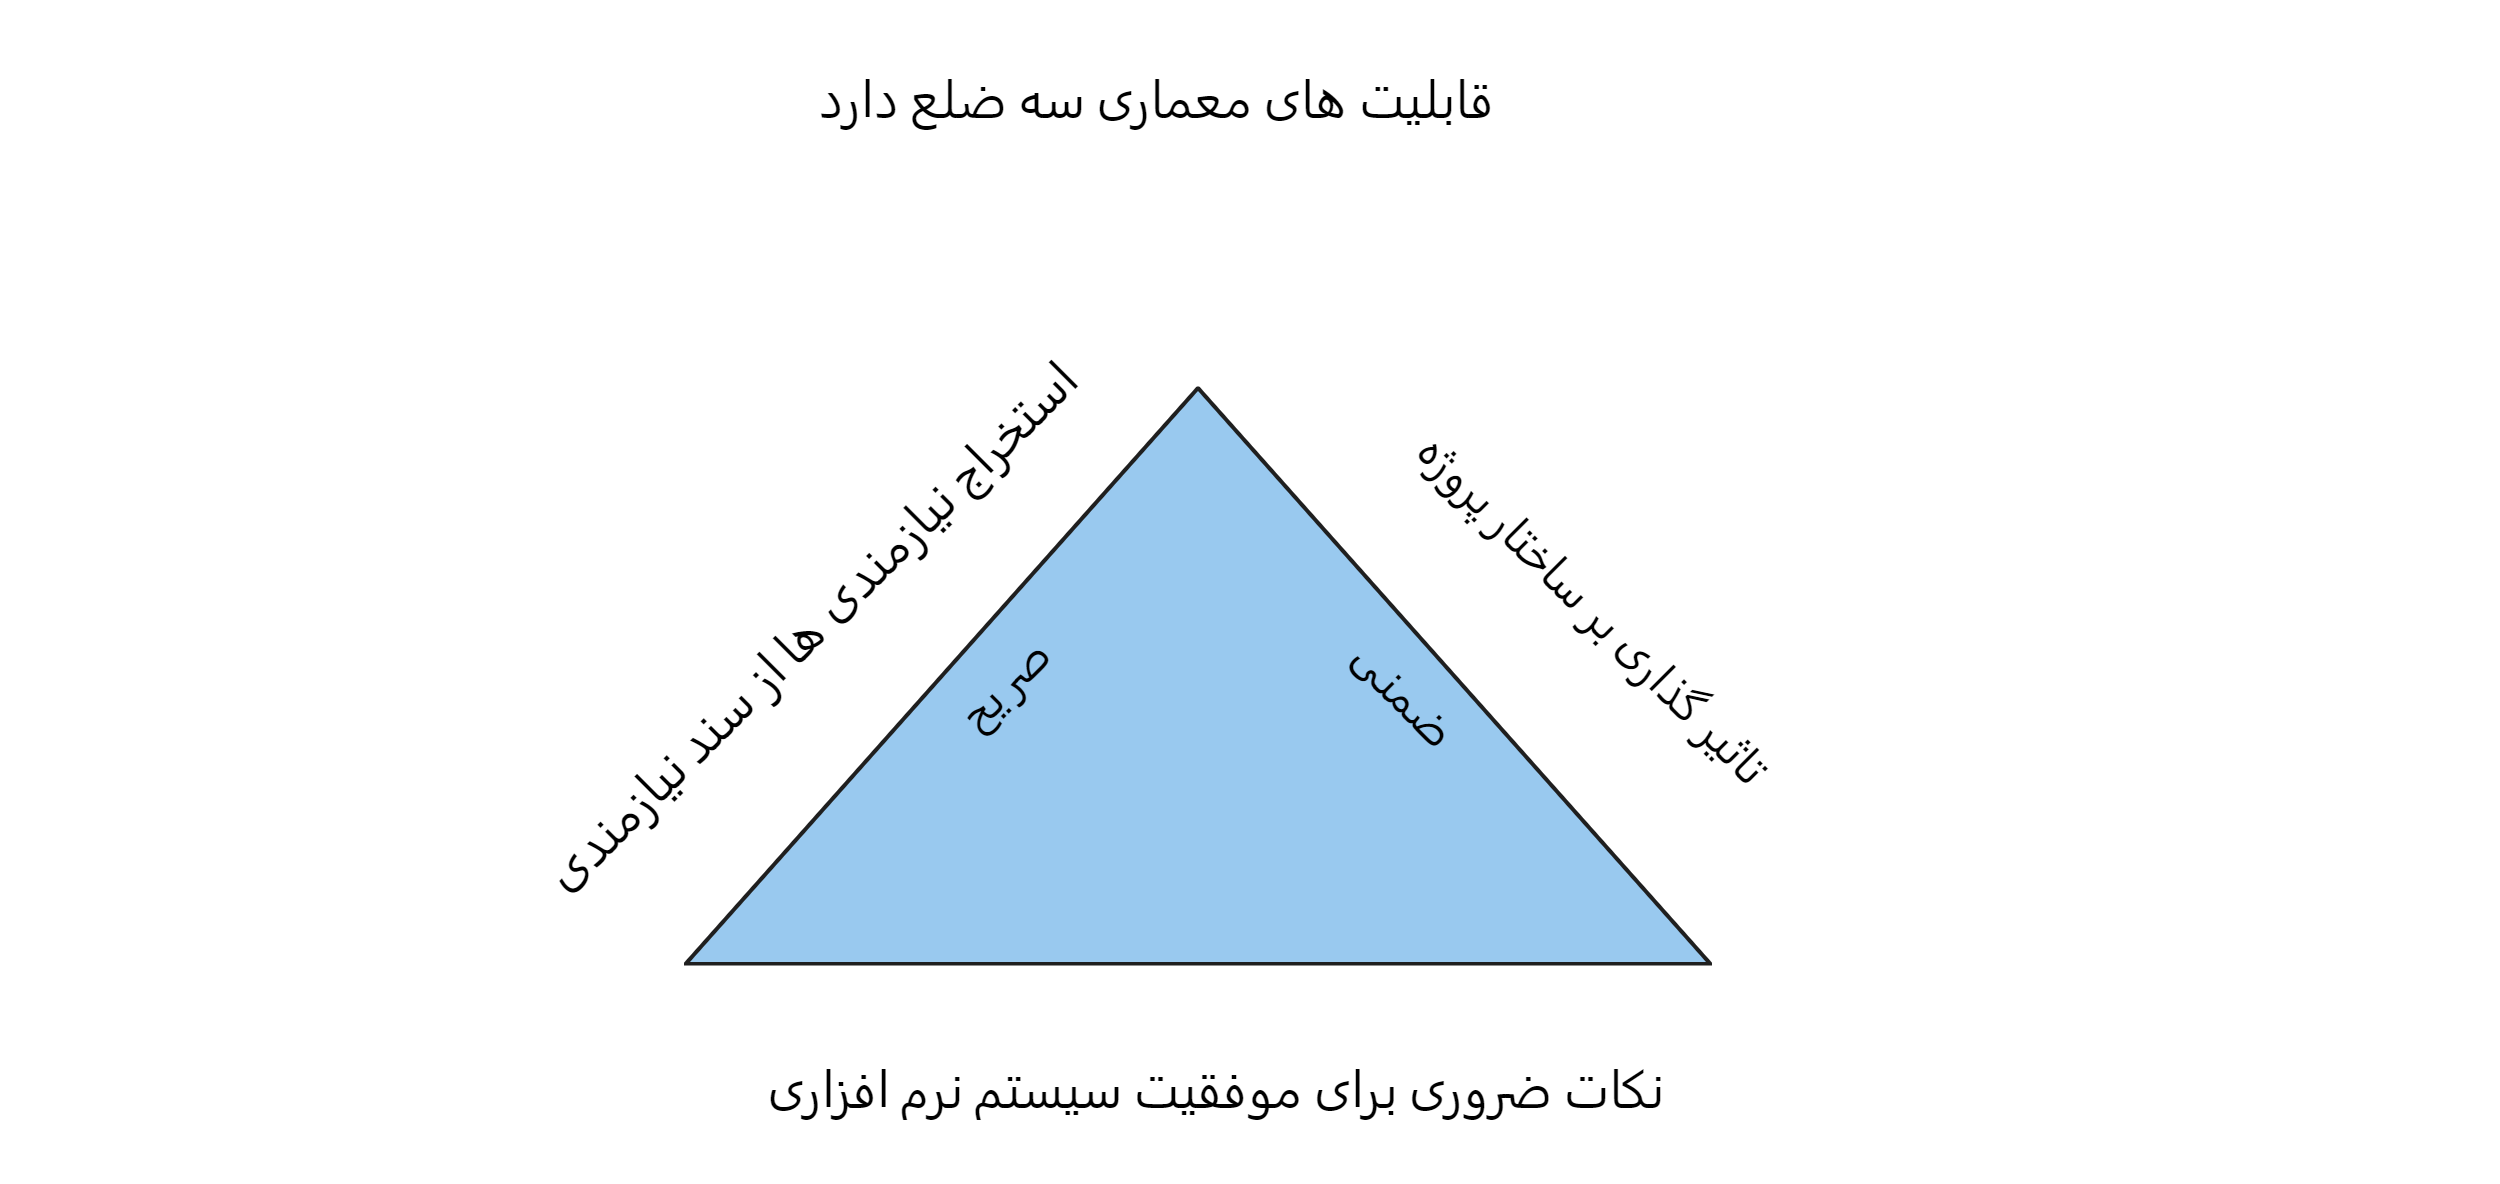 قابلیت های معماری سه ضلع دارد
استخراج نیازمندی ها از سند نیازمندی
تاثیر گذاری بر ساختار پروژه
صریح
ضمنی
نکات ضروری برای موفقیت سیستم نرم افزاری